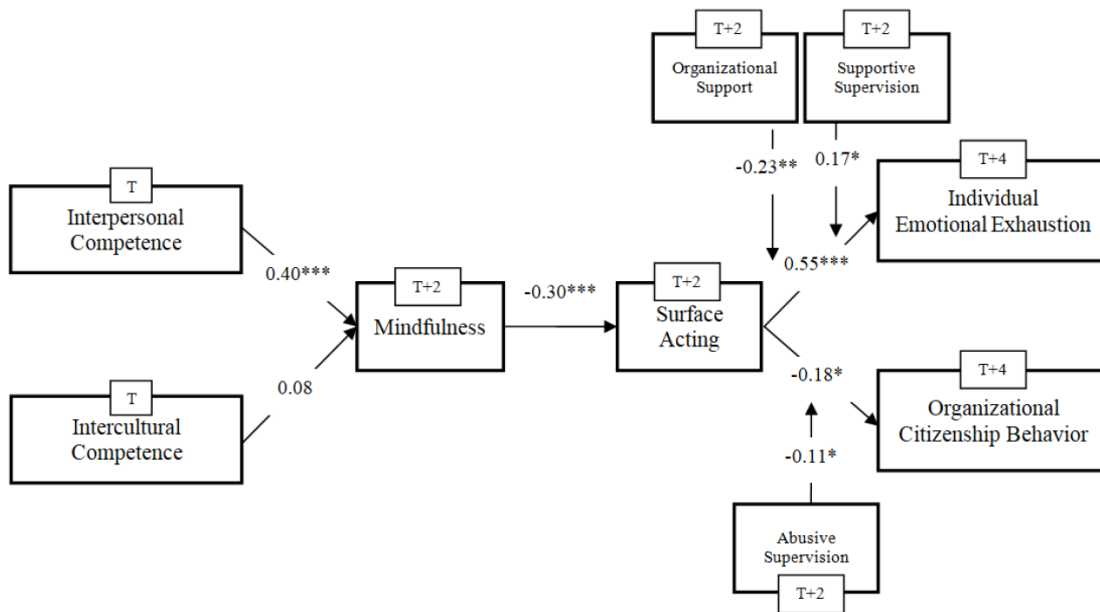 T+2
Organizational
Support
T+2
Supportive
Supervision
-0.23**
0.17*
T
Interpersonal
Competence
T+4
Individual
Emotional Exhaustion
0.40***
0.55***
T+2
Mindfulness
-0.30***
T+2
Surface
Acting
0.08
-0.18*
T
Intercultural
Competence
T+4
Organizational
Citizenship Behavior
-0.11*
Abusive
Supervision
T+2